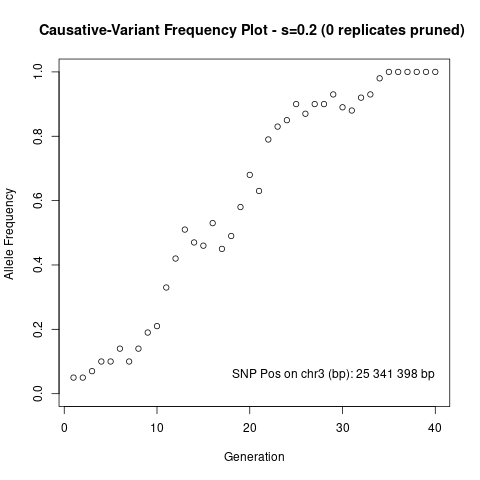 Causative-Variant Frequency Plot - s=0.2 (0 replicates pruned)
1.0
0.8
0.6
0.4
0.2
0.0
Allele Frequency
SNP Pos on chr3 (bp): 25 341 398 bp
0 10 20 30 40
Generation